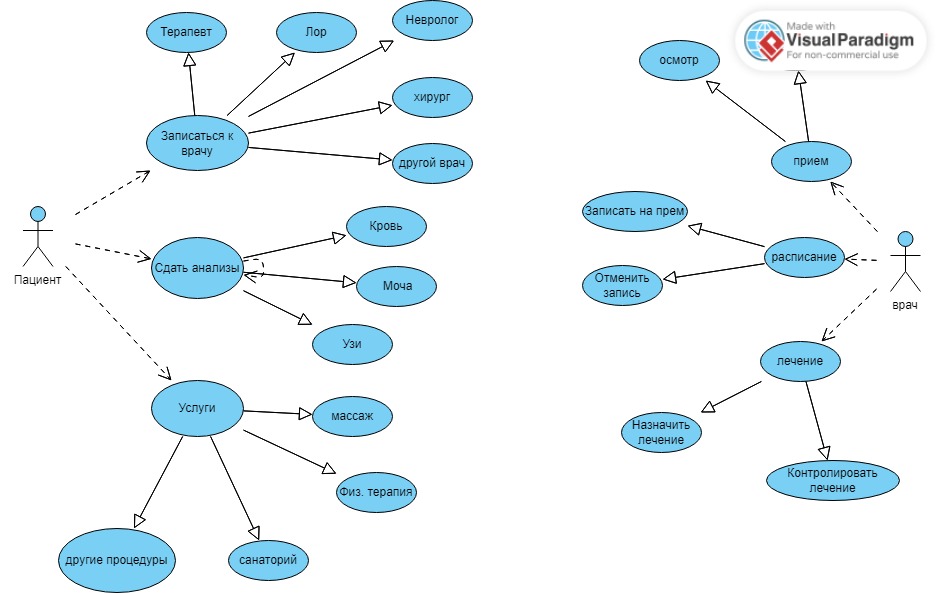 Терапевт
Лор
Невролог
Made with
Visual Paradigm
For non-commercial use
осмотр
хирург
Записаться к
врачу
другой врач
прием
Пациент
Кровь
Сдать анализы
Моча
Узи
Записать на прем
расписание
Отменить
запись
врач
лечение
Услуги
массаж
Назначить
лечение
Физ. терапия
Контролировать
лечение
другие процедуры
санаторий